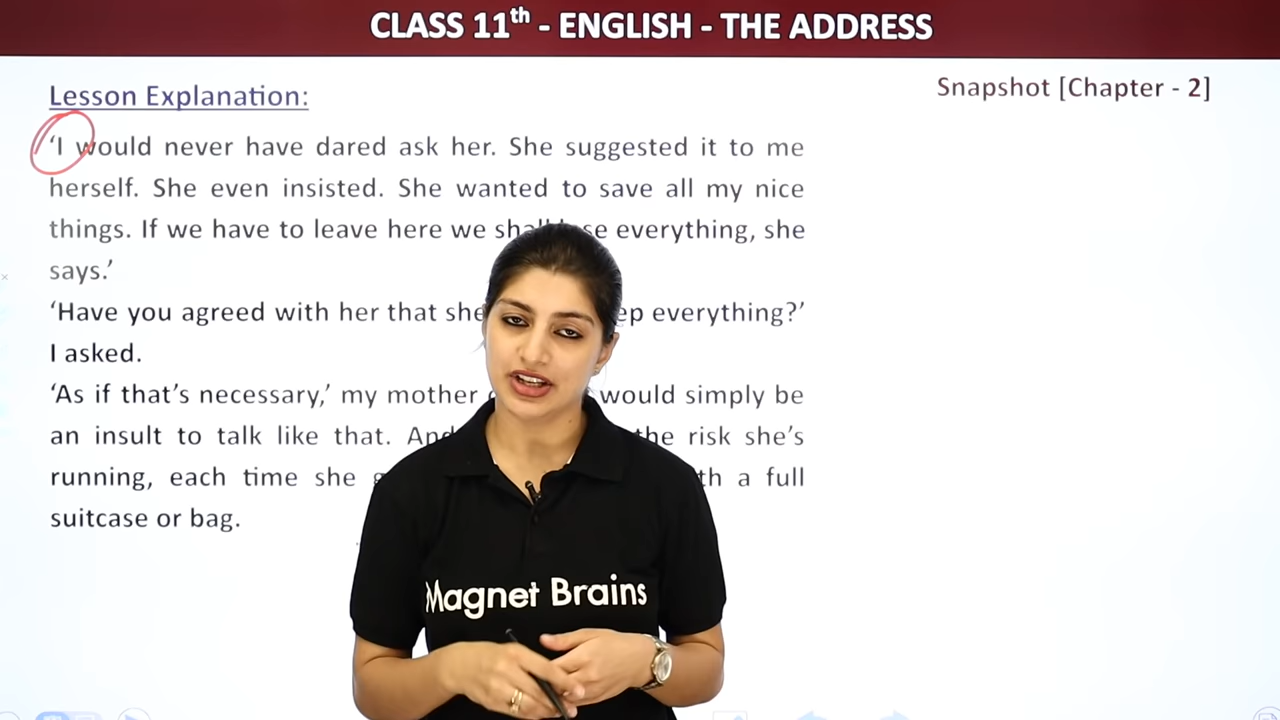 CLASS 11th - ENGLISH - THE ADDRESS
Lesson Explanation:
Snapshot [Chapter - 2]
‘I would never have dared ask her. She suggested it to me
herself. She even insisted. She wanted to save all my nice
things. If we have to leave here we everything, she
says.’
‘Have you agreed with her that she everything?’
I asked.
‘As if that’s necessary,’ my mother would simply be
an insult to talk like that. the risk she’s
running, each time she a full
suitcase or bag.
Magnet Brains